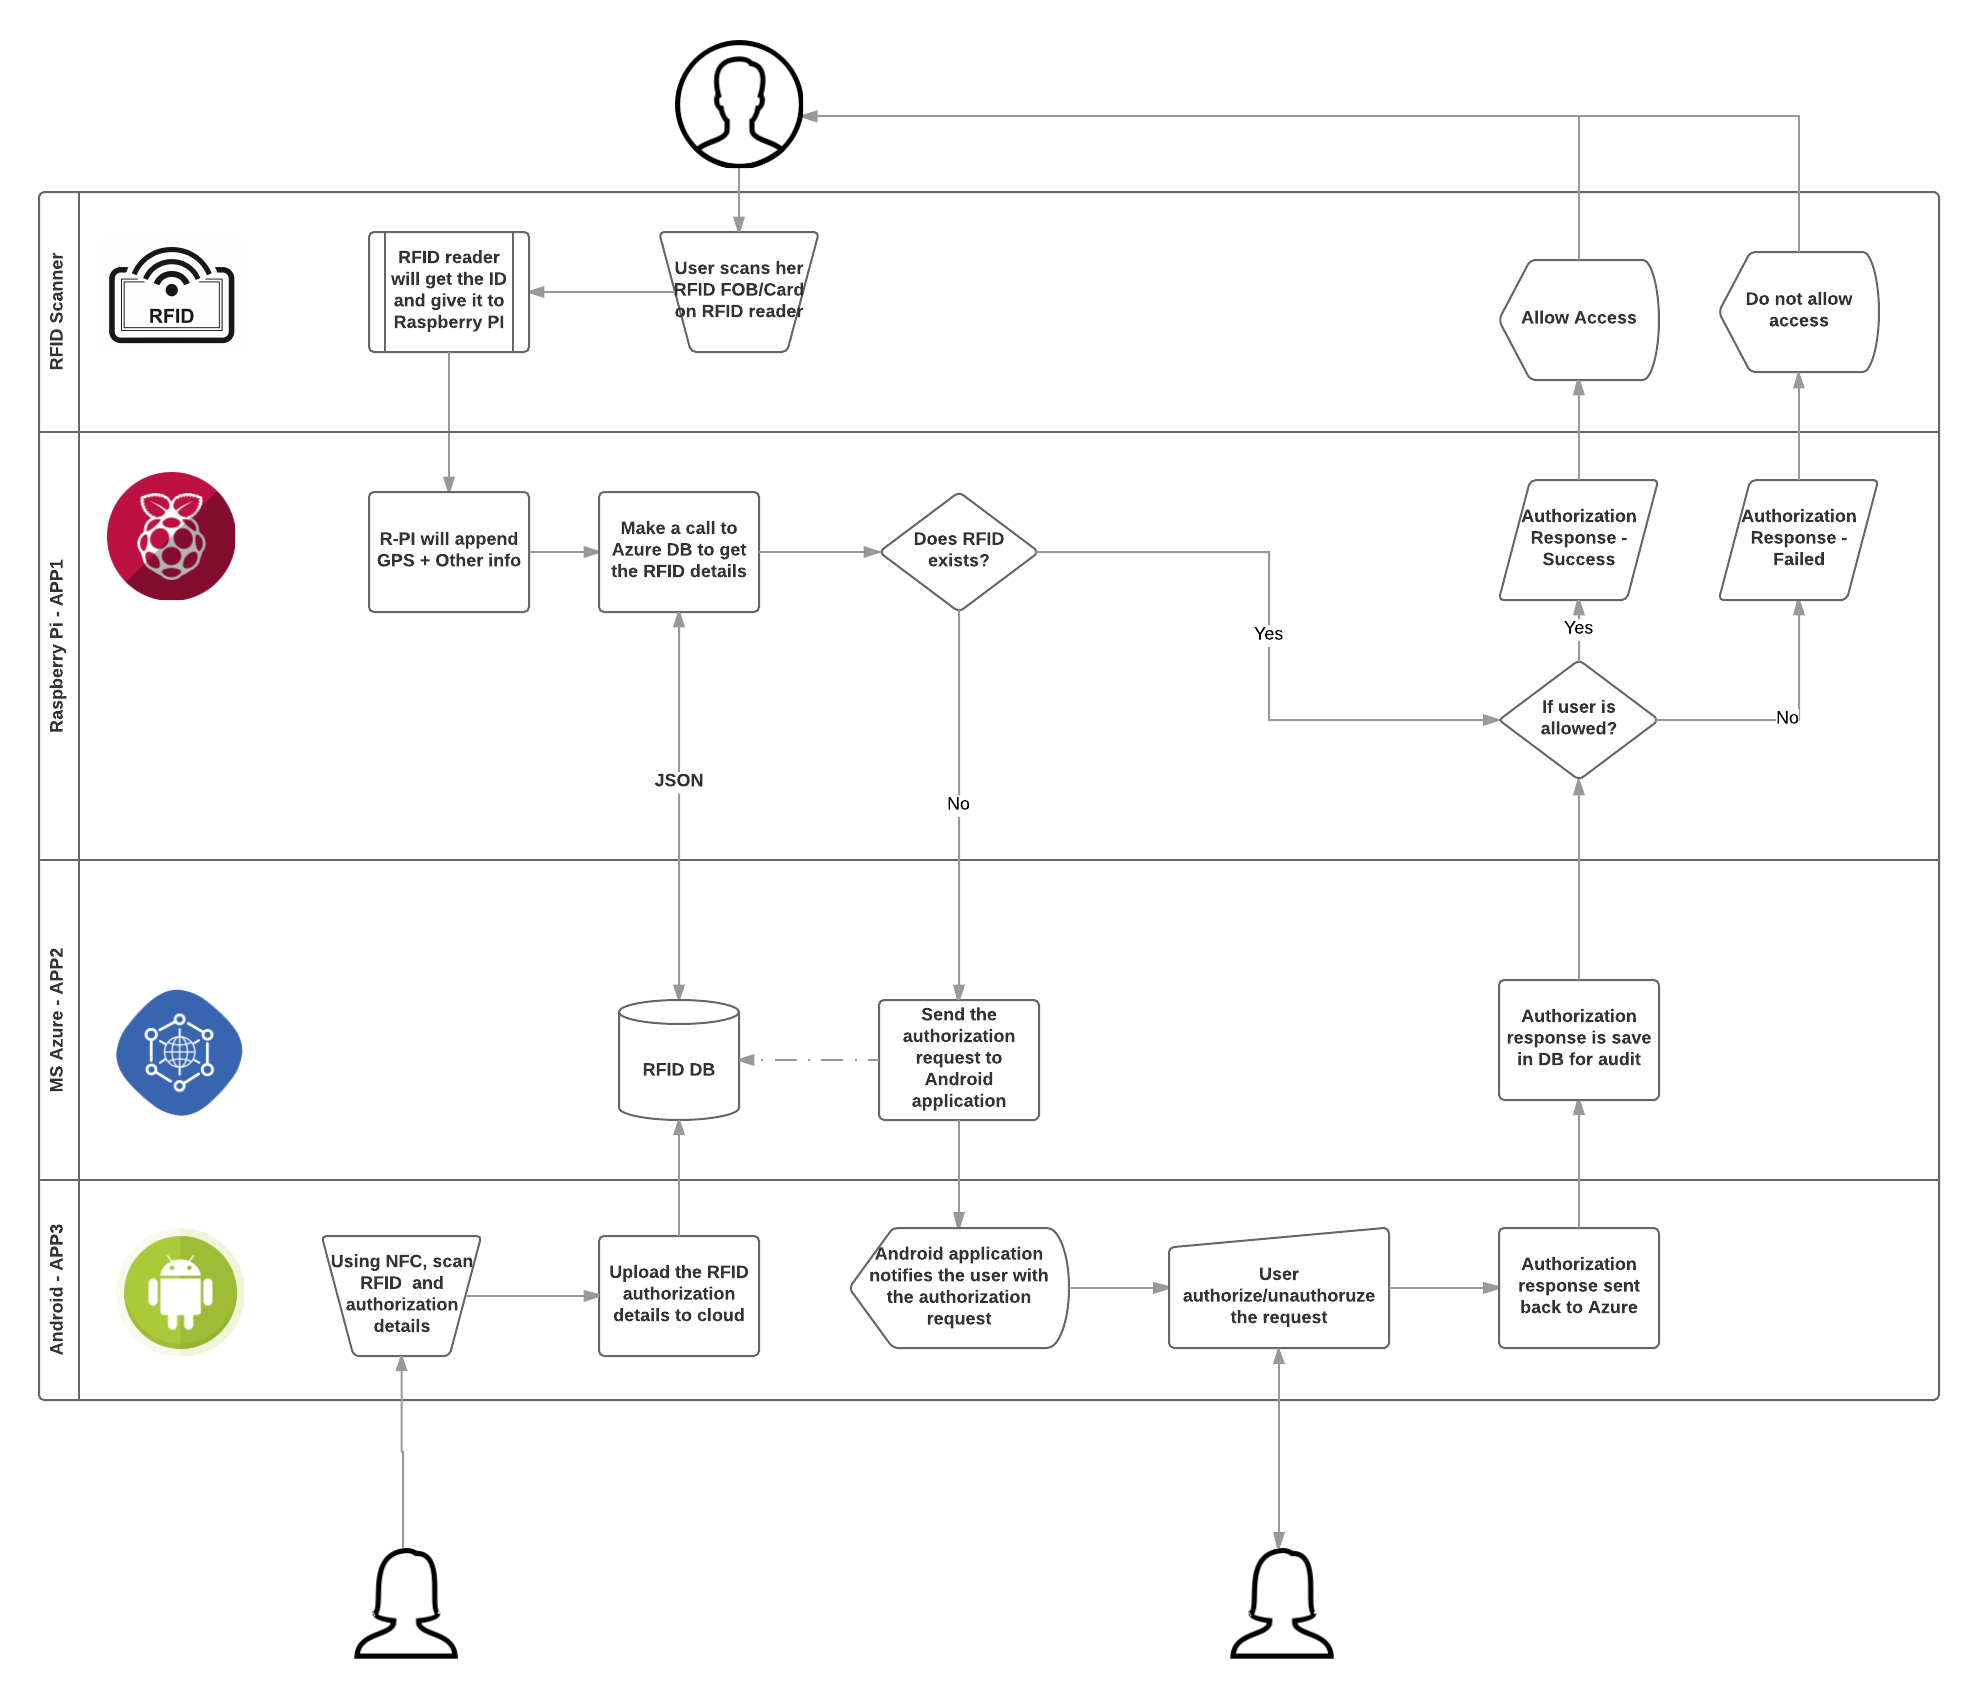 RFID Scanner
RFID
RFID reader
will get the ID
and give it to
Raspberry PI
User scans her
RFID FOB/Card
on RFID reader
Allow Access
Do not allow
access
Raspberry Pi - APP1
R-PI will append
GPS + Other info
Make a call to
Azure DB to get
the RFID details
Does RFID
exists?
Authorization
Response -
Success
Authorization
Response -
Failed
Yes
Yes
If user is
allowed?
No
JSON
No
MS Azure - APP2
RFID DB
Send the
authorization
request to
Android
application
Authorization
response is save
in DB for audit
Android - APP3
Using NFC, scan
RFID and
authorization
details
Upload the RFID
authorization
details to cloud
Android application
notifies the user with
the authorization
request
User
authorize/unauthoruze
the request
Authorization
response sent
back to Azure